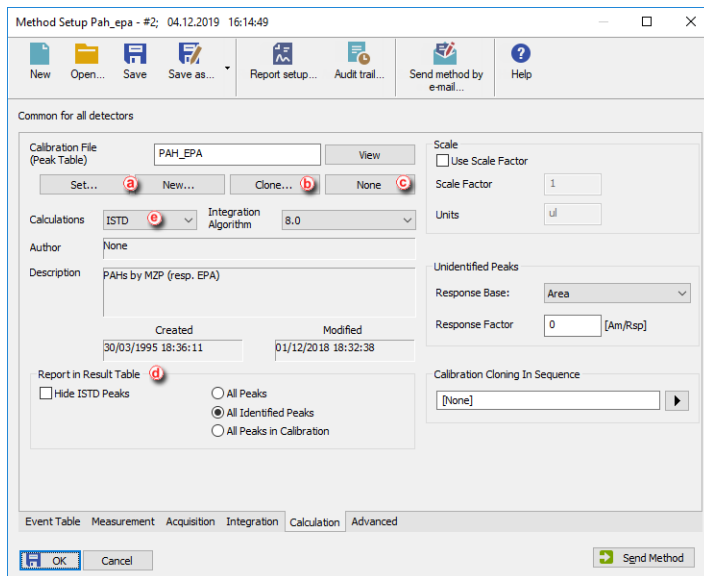 Method Setup Pah_epa - #2; 04.12.2019 16:14:49
New Open... Save Save as... Report setup... Audit trail... Send method by e-mail... Help
Common for all detectors
Calibration File
(Peak Table)
PAH_EPA
View
Set... a New... Clone... b None c
Calculations ISTD e Integration Algorithm 8.0
Author None
Description PAHs by MZP (resp. EPA)
Created Modified
30/03/1995 18:36:11 01/12/2018 18:32:38
Report in Result Table d
Hide ISTD Peaks All Peaks
All Identified Peaks
All Peaks in Calibration
Scale
Use Scale Factor
Scale Factor 1
Units ul
Unidentified Peaks
Response Base: Area
Response Factor 0 [Am/Rsp]
Calibration Cloning In Sequence
[None]
Event Table Measurement Acquisition Integration Calculation Advanced
OK Cancel Send Method